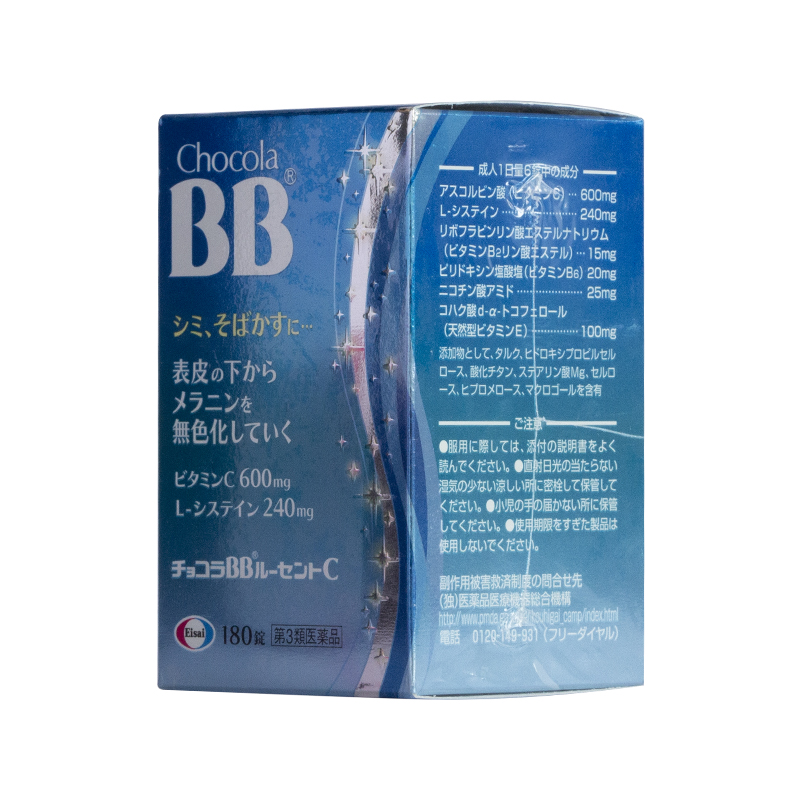 Chocola
BB®
シミ、そばかすに…
表皮の下から
メラニンを
無色化していく
ビタミンC 600mg
L-システイン 240mg
チョコラBB®ルーセントC
Eisai
180錠 第3類医薬品
成人1日量6錠中の成分
アスコルビン酸(ビタミンC)… 600mg
L-システイン………… 240mg
リボフラビンリン酸エステルナトリウム
(ビタミンB2リン酸エステル)… 15mg
ピリドキシン塩酸塩(ビタミンB6) 20mg
ニコチン酸アミド………………… 25mg
コハク酸d-α-トコフェロール
(天然型ビタミンE)…………… 100mg
添加物として、タルク、ヒドロキシプロピルセル
ロース、酸化チタン、ステアリン酸Mg、セルロ
ース、ヒプロメロース、マクロゴールを含有
ご注意
●服用に際しては、添付の説明書をよく
読んでください。●直射日光の当たらない
湿気の少ない涼しい所に密栓して保管して
ください。●小児の手の届かない所に保管
してください。●使用期限をすぎた製品は
使用しないでください。
副作用被害救済制度の問合せ先
(独)医薬品医療機器総合機構
http://www.pmda. camp/index.html
電話 0120-149-931(フリーダイヤル)